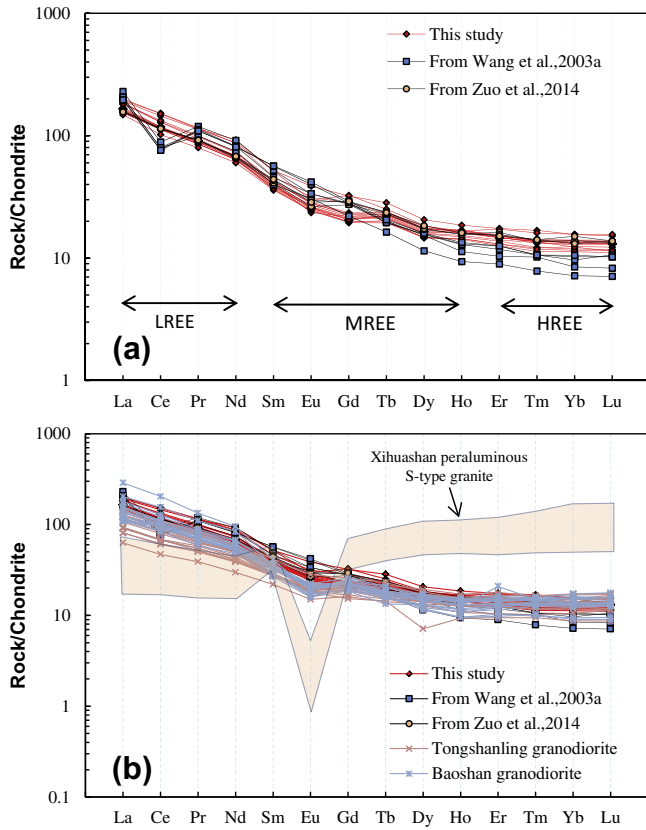 1000
(a)
This study
From Wang et al.,2003a
From Zuo et al.,2014
100
Rock/Chondrite
10
LREE
MREE
HREE
1
La Ce Pr Nd Sm Eu Gd Tb Dy Ho Er Tm Yb Lu
1000
Xihuashan peraluminous
S-type granite
100
Rock/Chondrite
10
This study
From Wang et al.,2003a
1
From Zuo et al.,2014
Tongshanling granodiorite
(b)
Baoshan granodiorite
0.1
La Ce Pr Nd Sm Eu Gd Tb Dy Ho Er Tm Yb Lu